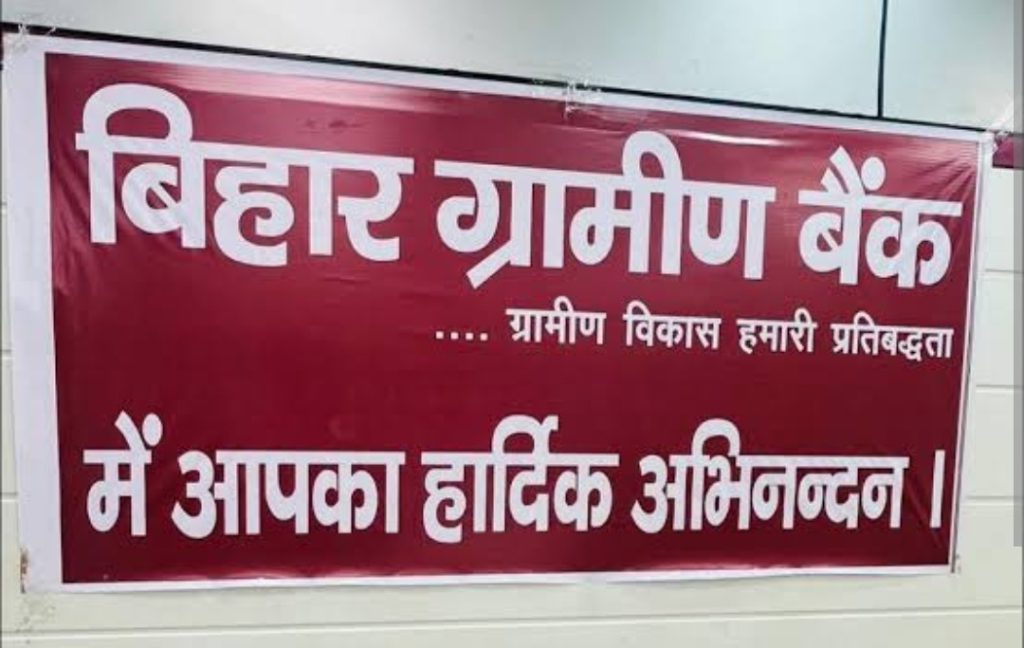 बिहार ग्रामीण बैंक
.... ग्रामीण विकास हमारी प्रतिबद्धता
में आपका हार्दिक अभिनन्दन ।